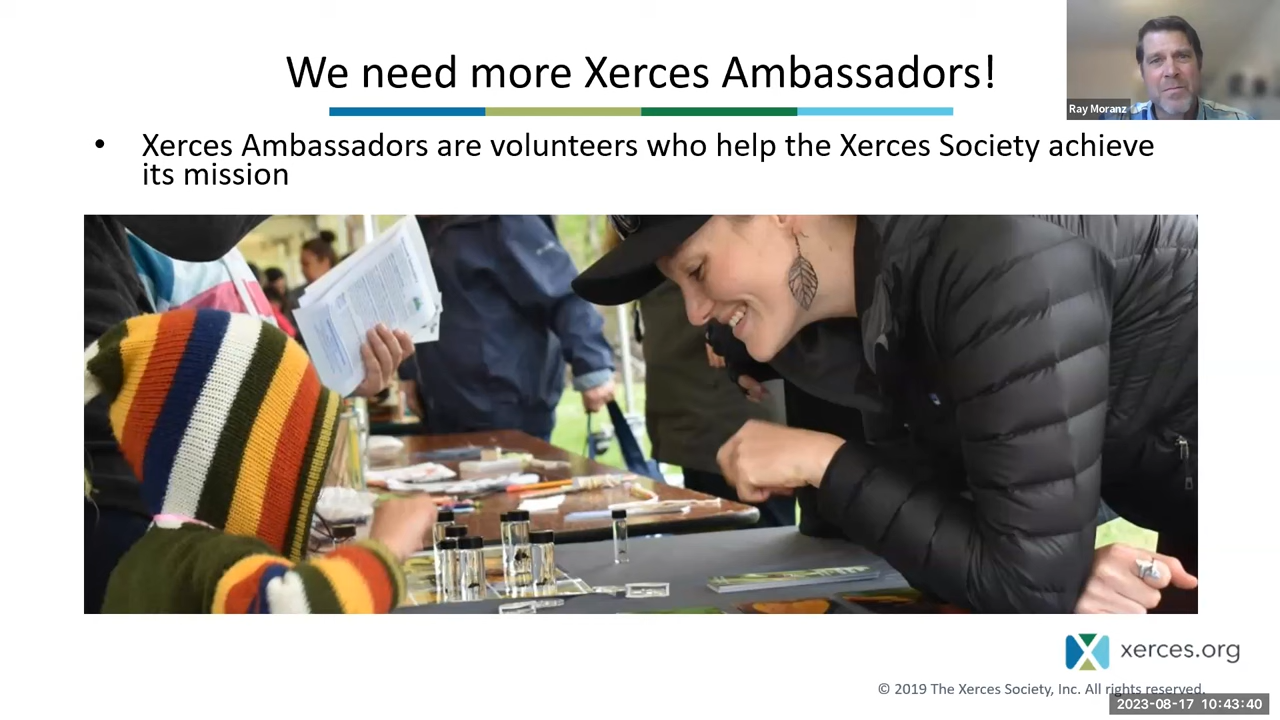 We need more Xerces Ambassadors!
Ray Moranz
• Xerces Ambassadors are volunteers who help the Xerces Society achieve
its mission
xerces.org
© 2019 The Xerces Society, Inc. All rights reserved.
2023-08-17 10:43:40